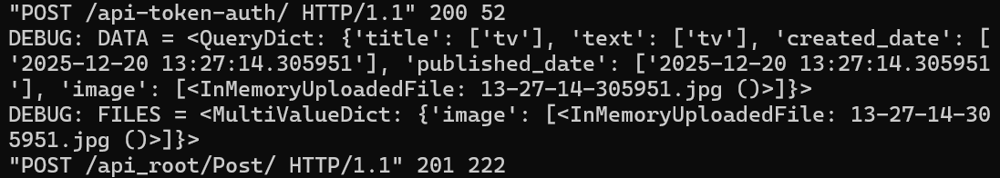 "POST /api-token-auth/ HTTP/1.1" 200 52
DEBUG: DATA = <QueryDict: {'title': ['tv'], 'text': ['tv'], 'created_date': [
'2025-12-20 13:27:14.305951'], 'published_date': ['2025-12-20 13:27:14.305951
'], 'image': [<InMemoryUploadedFile: 13-27-14-305951.jpg ()>]}>
DEBUG: FILES = <MultiValueDict: {'image': [<InMemoryUploadedFile: 13-27-14-30
5951.jpg ()>]}>
"POST /api_root/Post/ HTTP/1.1" 201 222